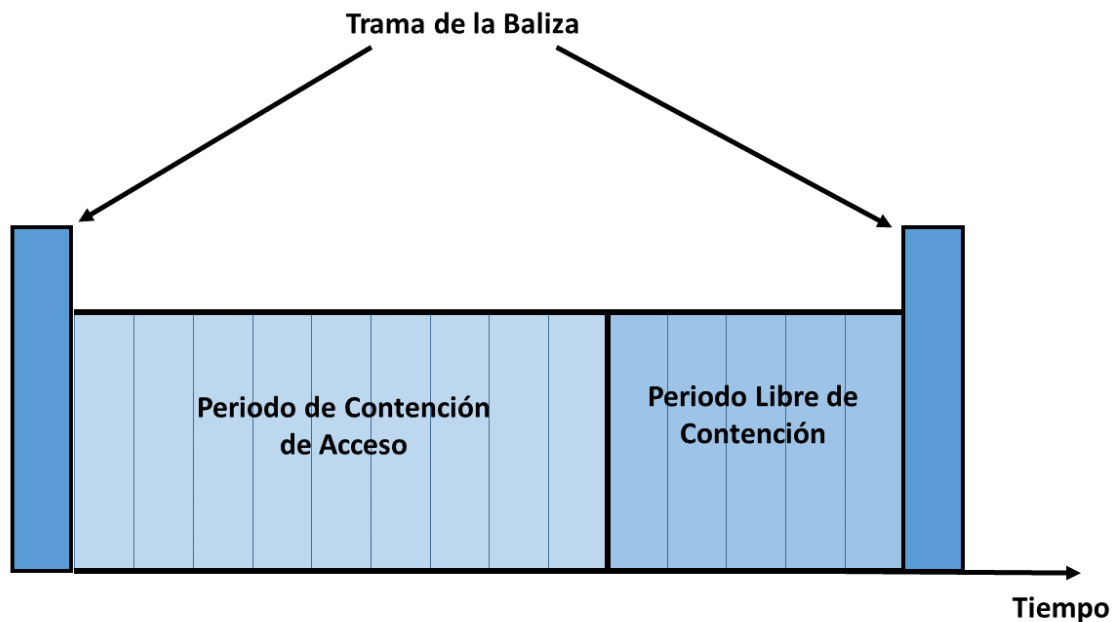 Trama de la Baliza
Periodo de Contención
de Acceso
Periodo Libre de
Contención
Tiempo